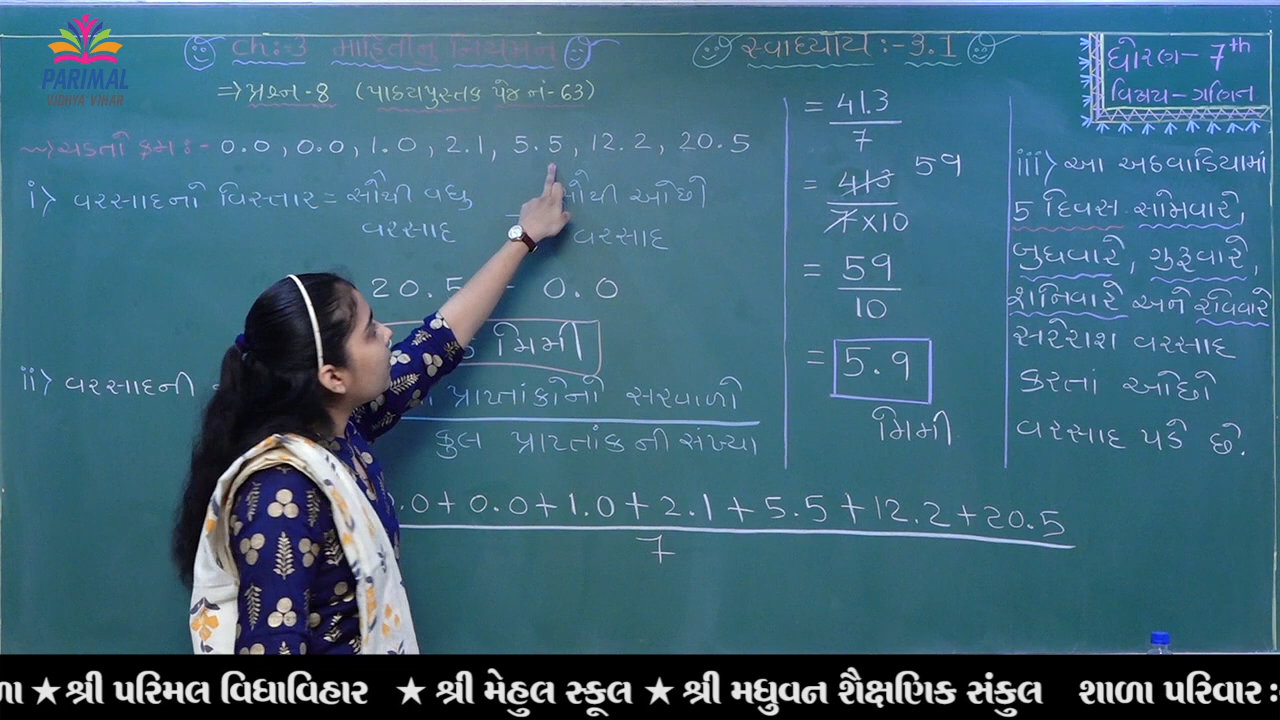 PARIMAL
VIDHYA VIHAR
Ch:-3 માહિતીનું નિયમન
સ્વાધ્યાય :- 3.1
ધોરણ - 7th
વિષય - ગણિત
⇒ પ્રશ્ન - 8 (પાઠ્યપુસ્તક પેજ નં - 63)
ચડતો ક્રમ :- 0.0, 0.0, 1.0, 2.1, 5.5, 12.2, 20.5
i> વરસાદનો વિસ્તાર = સૌથી વધુ
વરસાદ
ઓછો
વરસાદ
20.5 - 0.0
મિમી
ii> વરસાદની
પ્રાપ્તાંકોનો સરવાળો
કુલ પ્રાપ્તાંકની સંખ્યા
.0 + 0.0 + 1.0 + 2.1 + 5.5 + 12.2 + 20.5
7
= 41.3
7
= 413 59
7×10
= 59
10
= 5.9
મિમી
iii> આ અઠવાડિયામાં
5 દિવસ સોમવારે,
બુધવારે, ગુરૂવારે,
શનિવારે અને રવિવારે
સરેરાશ વરસાદ
કરતાં ઓછો
વરસાદ પડે છે.
ળા ★ શ્રી પરિમલ વિદ્યાવિહાર ★ શ્રી મેહુલ સ્કૂલ ★ શ્રી મધુવન શૈક્ષણિક સંકુલ શાળા પરિવાર :